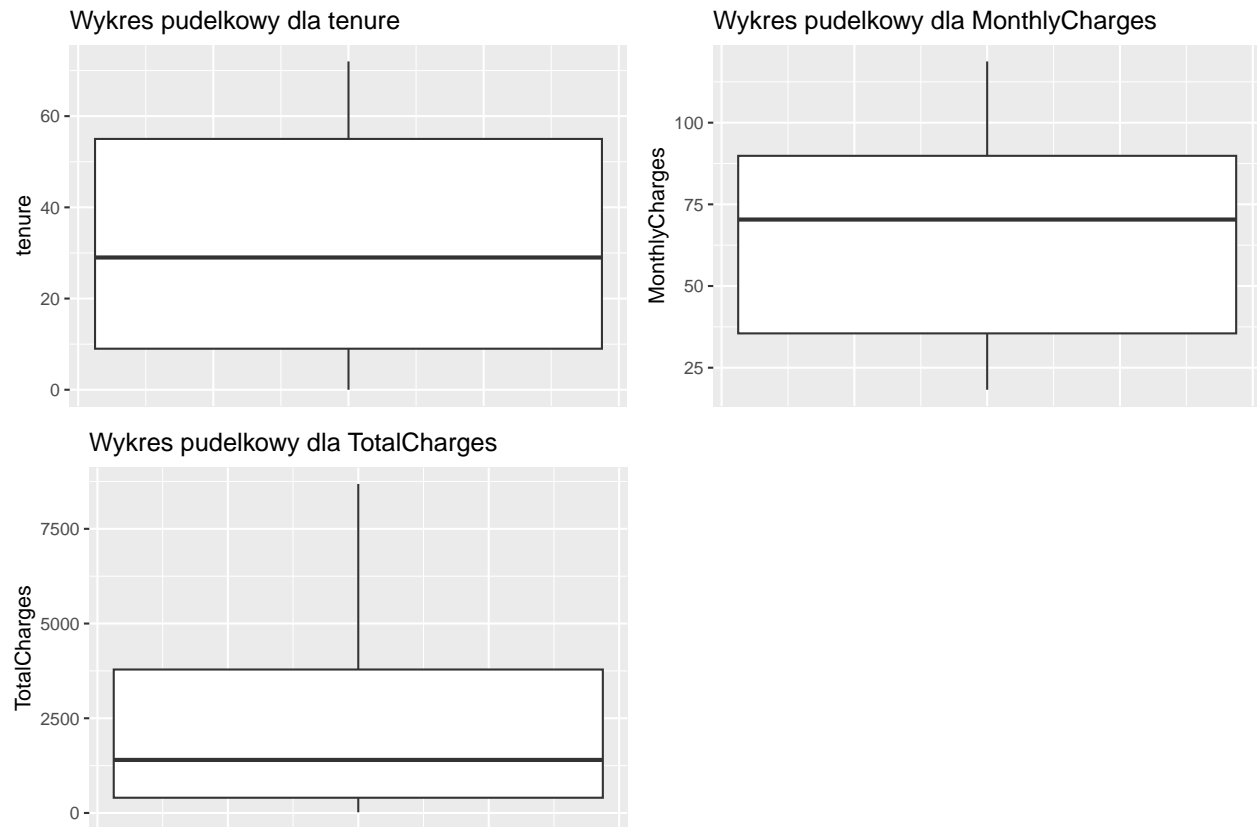 Wykres pudelkowy dla tenure
60
40
20
0
tenure
Wykres pudelkowy dla MonthlyCharges
100
75
50
25
MonthlyCharges
Wykres pudelkowy dla TotalCharges
7500
5000
2500
0
TotalCharges